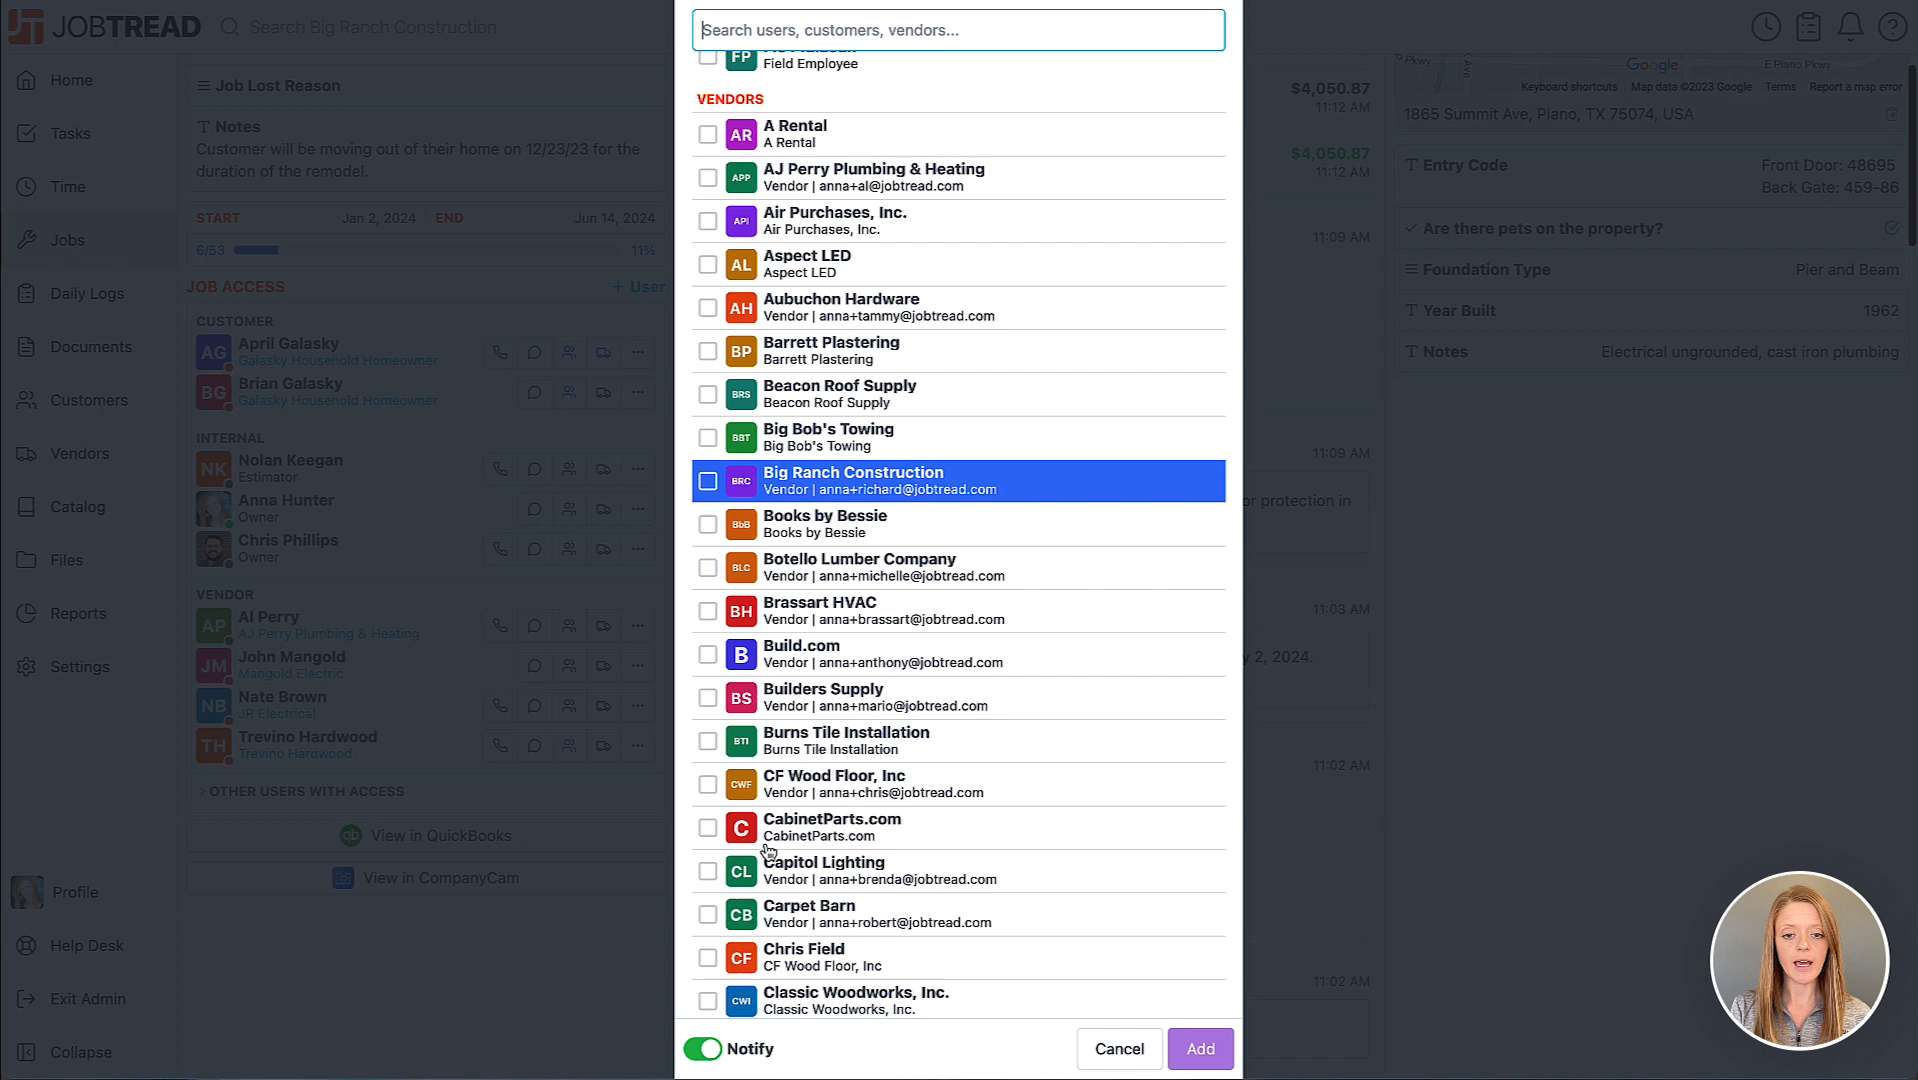 JOBTREAD
Search Big Ranch Construction
Home
Tasks
Time
Jobs
Daily Logs
Documents
Customers
Vendors
Catalog
Files
Reports
Settings
Profile
Help Desk
Exit Admin
Collapse
Job Lost Reason
Notes
Customer will be moving out of their home on 12/23/23 for the
duration of the remodel.
START Jan 2, 2024 END Jun 14, 2024
6/53 11%
JOB ACCESS + User
CUSTOMER
AG April Galasky
Galasky Household Homeowner
BG Brian Galasky
Galasky Household Homeowner
INTERNAL
NK Nolan Keegan
Estimator
Anna Hunter
Owner
Chris Phillips
Owner
VENDOR
AP Al Perry
AJ Perry Plumbing & Heating
JM John Mangold
Mangold Electric
NB Nate Brown
JR Electrical
TH Trevino Hardwood
Trevino Hardwood
OTHER USERS WITH ACCESS
qb View in QuickBooks
View in CompanyCam
Search users, customers, vendors...
FP
Field Employee
VENDORS
AR A Rental
A Rental
APP AJ Perry Plumbing & Heating
Vendor | anna+al@jobtread.com
API Air Purchases, Inc.
Air Purchases, Inc.
AL Aspect LED
Aspect LED
AH Aubuchon Hardware
Vendor | anna+tammy@jobtread.com
BP Barrett Plastering
Barrett Plastering
BRS Beacon Roof Supply
Beacon Roof Supply
BBT Big Bob's Towing
Big Bob's Towing
BRC Big Ranch Construction
Vendor | anna+richard@jobtread.com
BbB Books by Bessie
Books by Bessie
BLC Botello Lumber Company
Vendor | anna+michelle@jobtread.com
BH Brassart HVAC
Vendor | anna+brassart@jobtread.com
B Build.com
Vendor | anna+anthony@jobtread.com
BS Builders Supply
Vendor | anna+mario@jobtread.com
BTI Burns Tile Installation
Burns Tile Installation
CWF CF Wood Floor, Inc
Vendor | anna+chris@jobtread.com
C CabinetParts.com
CabinetParts.com
CL Capitol Lighting
Vendor | anna+brenda@jobtread.com
CB Carpet Barn
Vendor | anna+robert@jobtread.com
CF Chris Field
CF Wood Floor, Inc
CWI Classic Woodworks, Inc.
Classic Woodworks, Inc.
Notify Cancel Add
$4,050.87
11:12 AM
$4,050.87
11:12 AM
11:09 AM
11:09 AM
or protection in
11:03 AM
y 2, 2024.
11:02 AM
11:02 AM
Pkwy
Ave
Google
E Plano Pkwy
Keyboard shortcuts Map data ©2023 Google Terms Report a map error
1865 Summit Ave, Plano, TX 75074, USA
Entry Code Front Door: 48695
Back Gate: 459-86
Are there pets on the property?
Foundation Type Pier and Beam
Year Built 1962
Notes Electrical ungrounded, cast iron plumbing